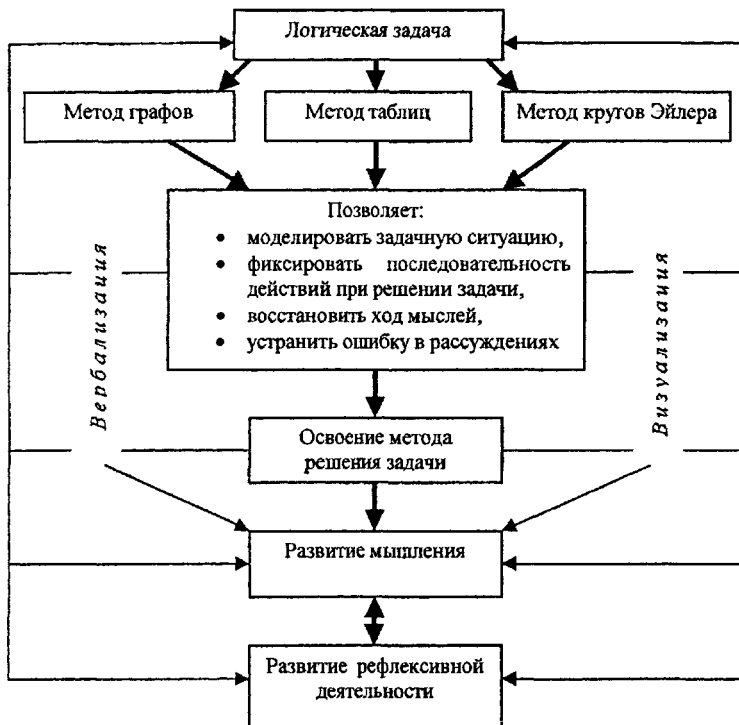 Логическая задача
Метод графов
Метод таблиц
Метод кругов Эйлера
Позволяет:
• моделировать задачную ситуацию,
• фиксировать последовательность
действий при решении задачи,
• восстановить ход мыслей,
• устранить ошибку в рассуждениях
Вербализация
Визуализация
Освоение метода
решения задачи
Развитие мышления
Развитие рефлексивной
деятельности